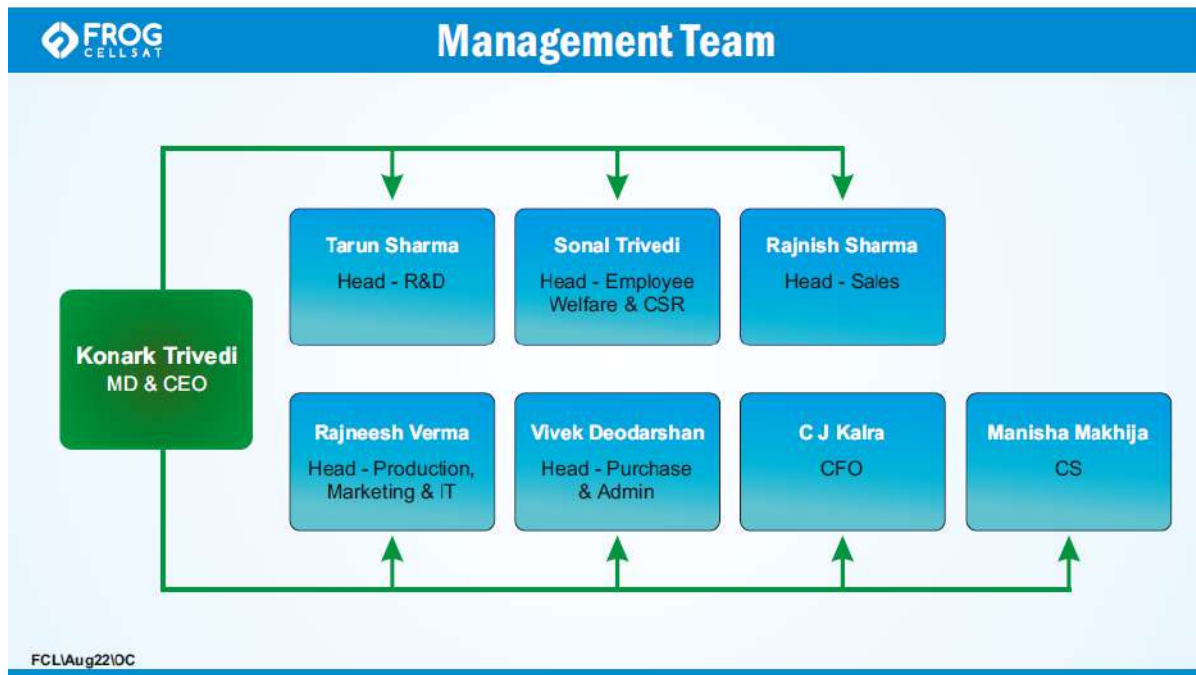 FROG
CELLSAT
Management Team
Tarun Sharma
Head - R&D
Sonal Trivedi
Head - Employee
Welfare & CSR
Rajnish Sharma
Head - Sales
Konark Trivedi
MD & CEO
Rajneesh Verma
Head - Production,
Marketing & IT
Vivek Deodarshan
Head - Purchase
& Admin
C J Kalra
CFO
Manisha Makhija
CS
FCL\Aug22\OC